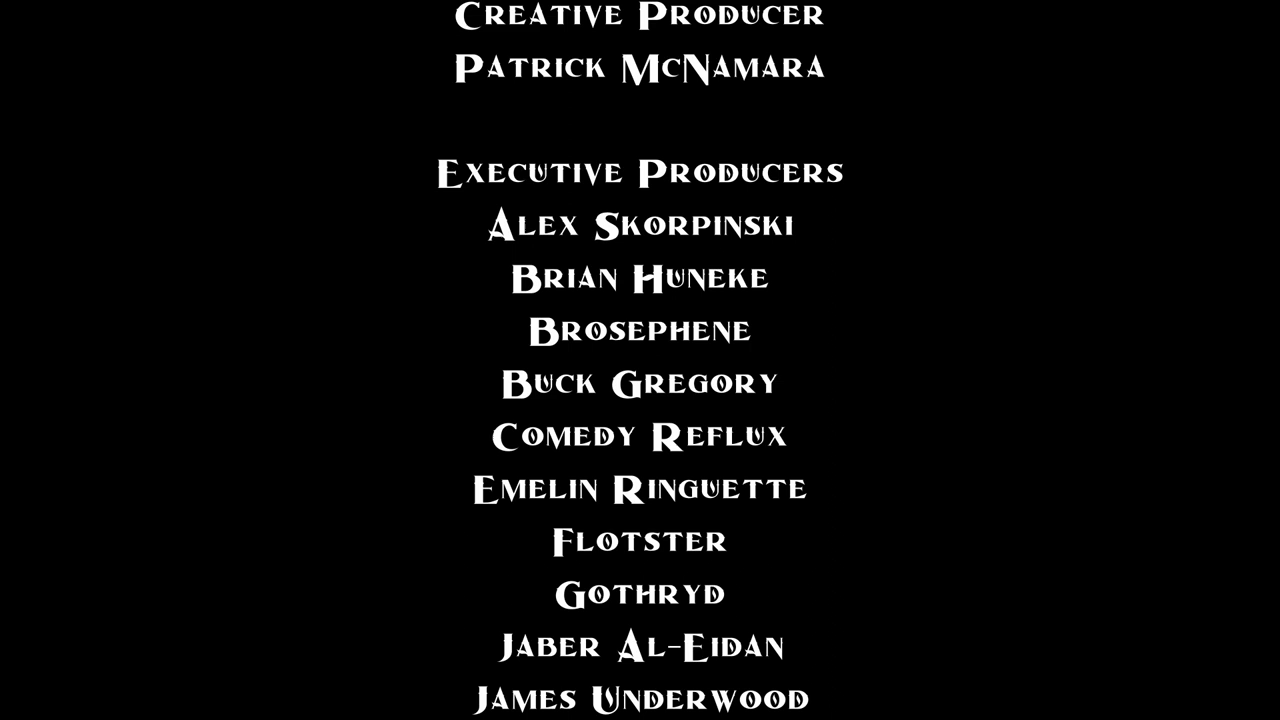 Creative Producer
Patrick McNamara
Executive Producers
Alex Skorpinski
Brian Huneke
Brosephene
Buck Gregory
Comedy Reflux
Emelin Ringuette
Flotster
Gothryd
Jaber Al-Eidan
James Underwood